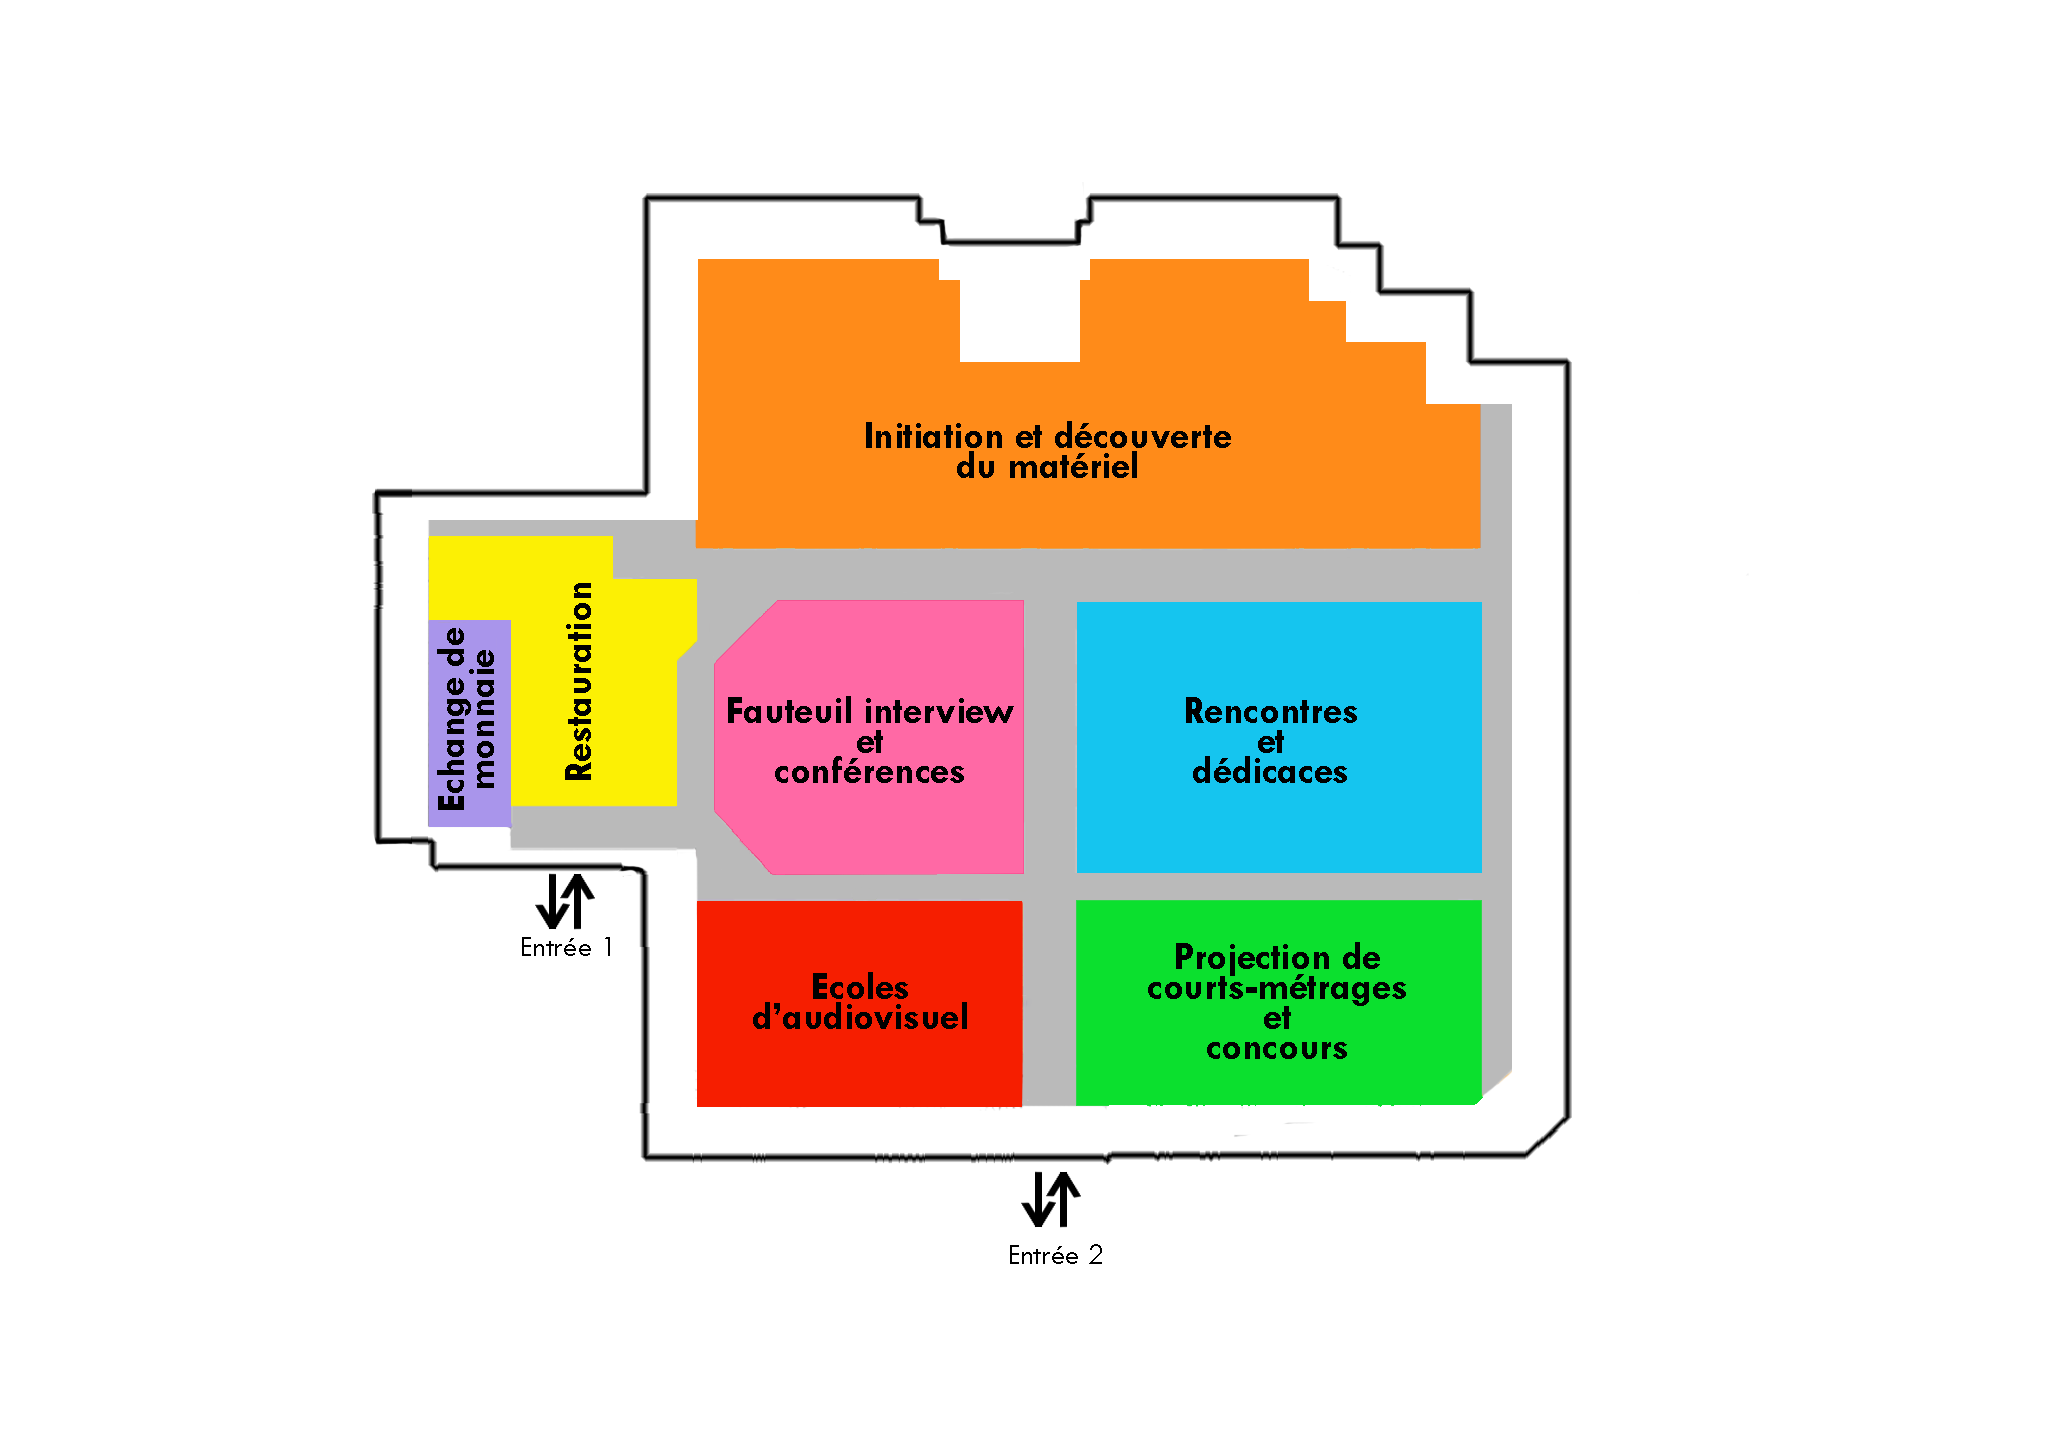 Initiation et découverte
du matériel
Echange de
monnaie
Restauration
Fauteuil interview
et
conférences
Rencontres
et
dédicaces
Entrée 1
Ecoles
d'audiovisuel
Projection de
courts-métrages
et
concours
Entrée 2